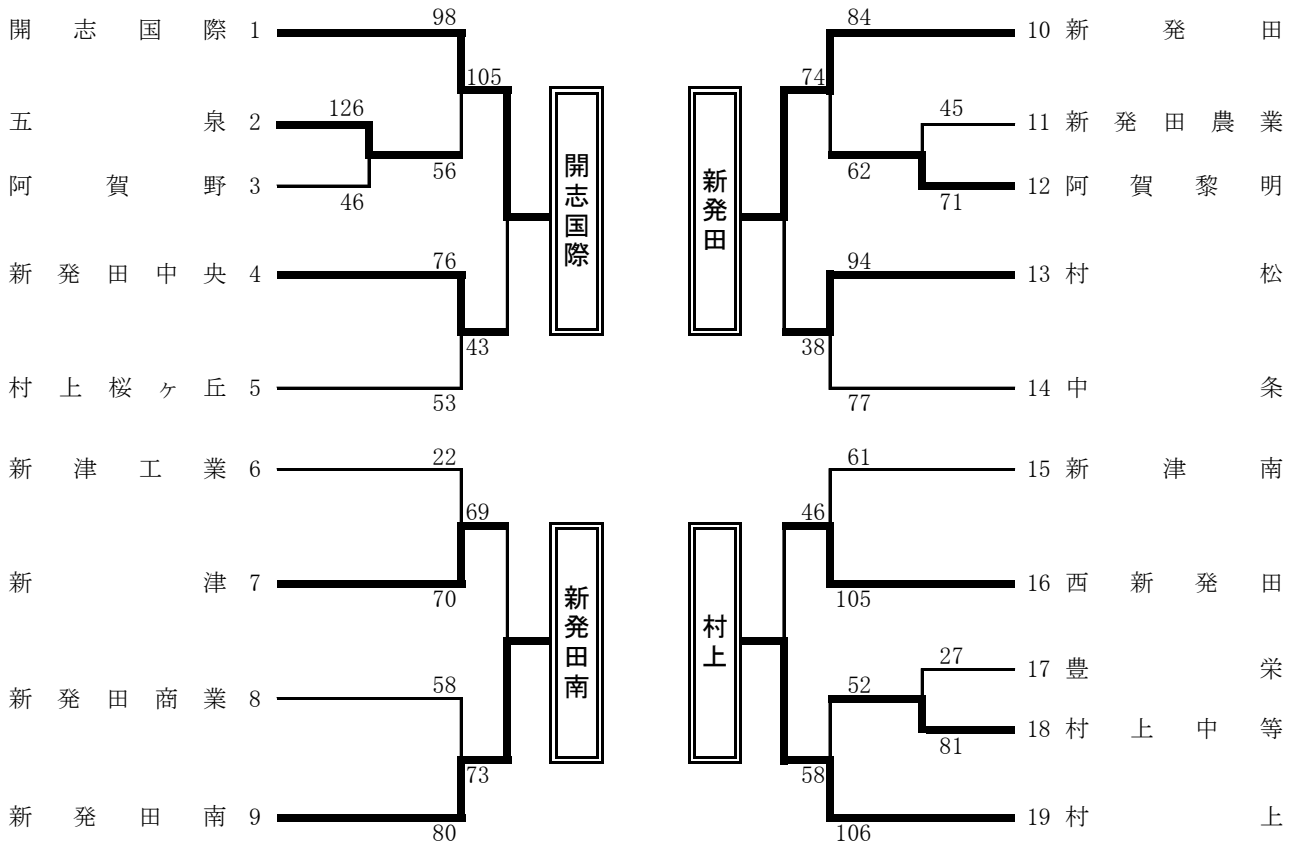 開志国際 1
98
105
五泉 2
126
56
阿賀野 3
46
新発田中央 4
76
43
村上桜ヶ丘 5
53
開志国際
新津工業 6
22
69
新津 7
70
新発田商業 8
58
73
新発田南 9
80
新発田南
84
10 新発田
74
45
11 新発田農業
62
12 阿賀黎明
71
94
13 村松
38
14 中条
77
新発田
61
15 新津南
46
16 西新発田
105
27
17 豊栄
52
18 村上中等
81
58
19 村上
106
村上